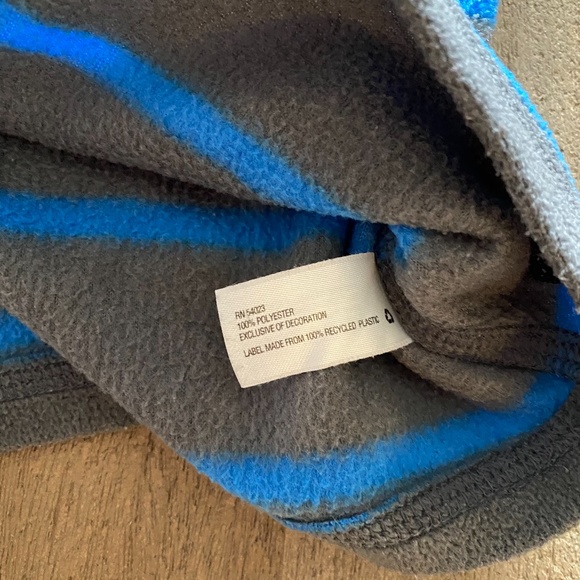 RN 54023
100% POLYESTER
EXCLUSIVE OF DECORATION
LABEL MADE FROM 100% RECYCLED PLASTIC